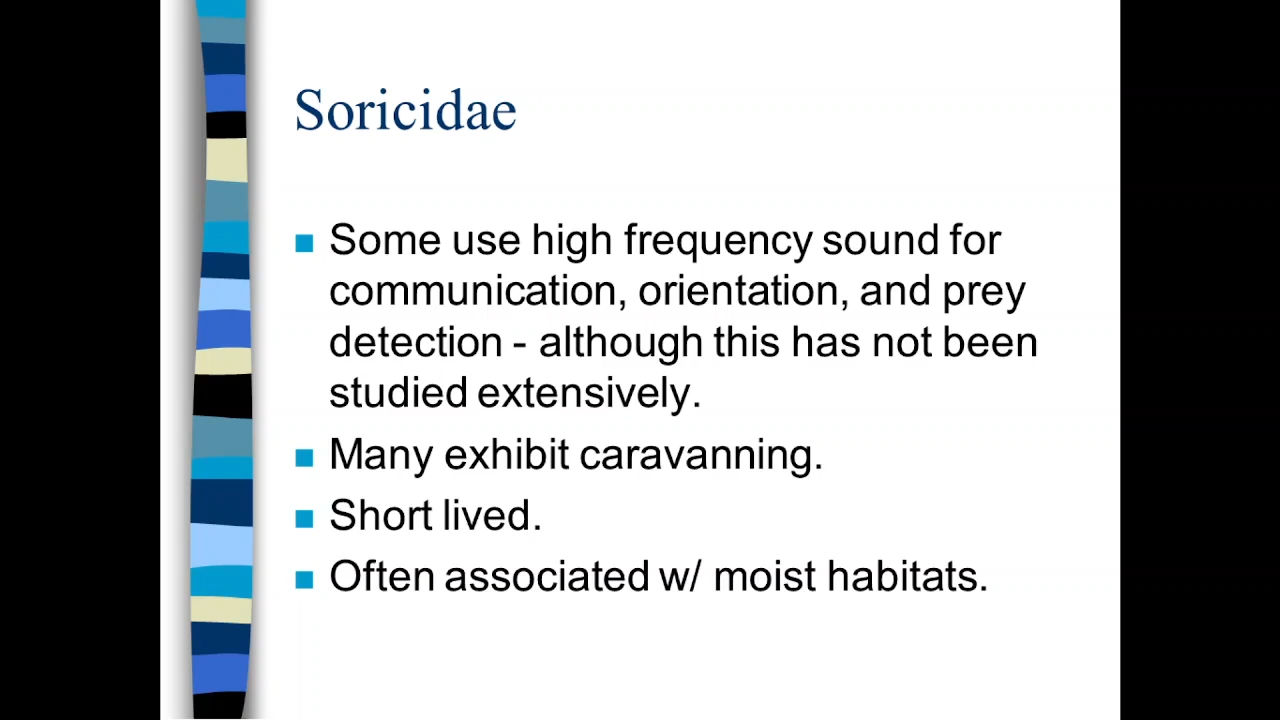 Soricidae
Some use high frequency sound for
communication, orientation, and prey
detection - although this has not been
studied extensively.
Many exhibit caravanning.
Short lived.
Often associated w/ moist habitats.